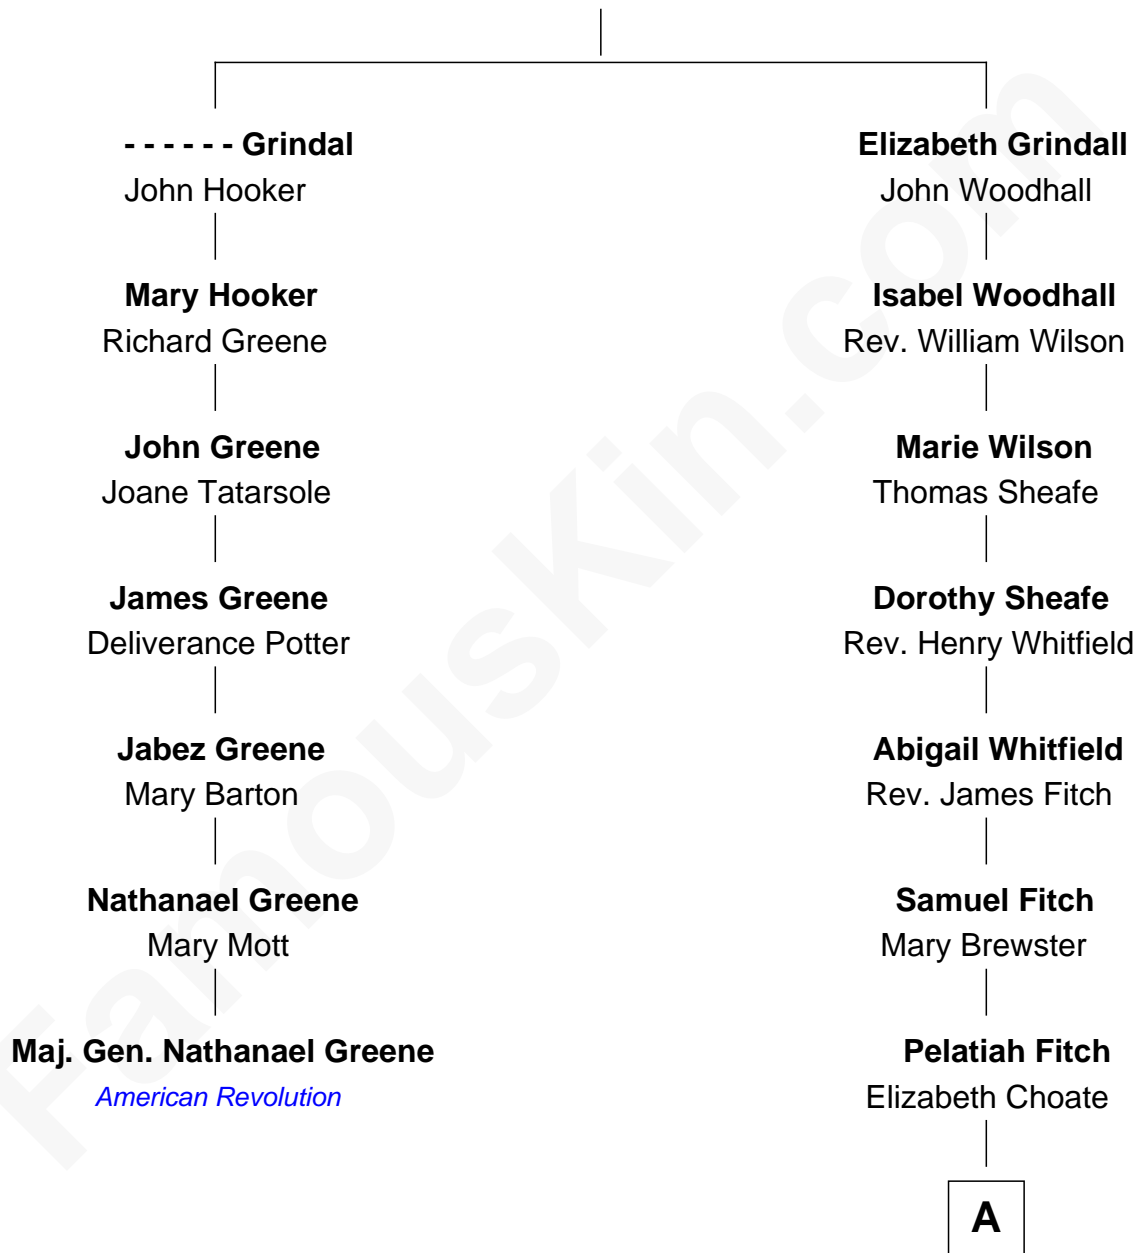 - - - - - - Grindal
John Hooker
Mary Hooker
Richard Greene
John Greene
Joane Tatarsole
James Greene
Deliverance Potter
Jabez Greene
Mary Barton
Nathanael Greene
Mary Mott
Maj. Gen. Nathanael Greene
American Revolution
Elizabeth Grindall
John Woodhall
Isabel Woodhall
Rev. William Wilson
Marie Wilson
Thomas Sheafe
Dorothy Sheafe
Rev. Henry Whitfield
Abigail Whitfield
Rev. James Fitch
Samuel Fitch
Mary Brewster
Pelatiah Fitch
Elizabeth Choate
A
FamousKin.com